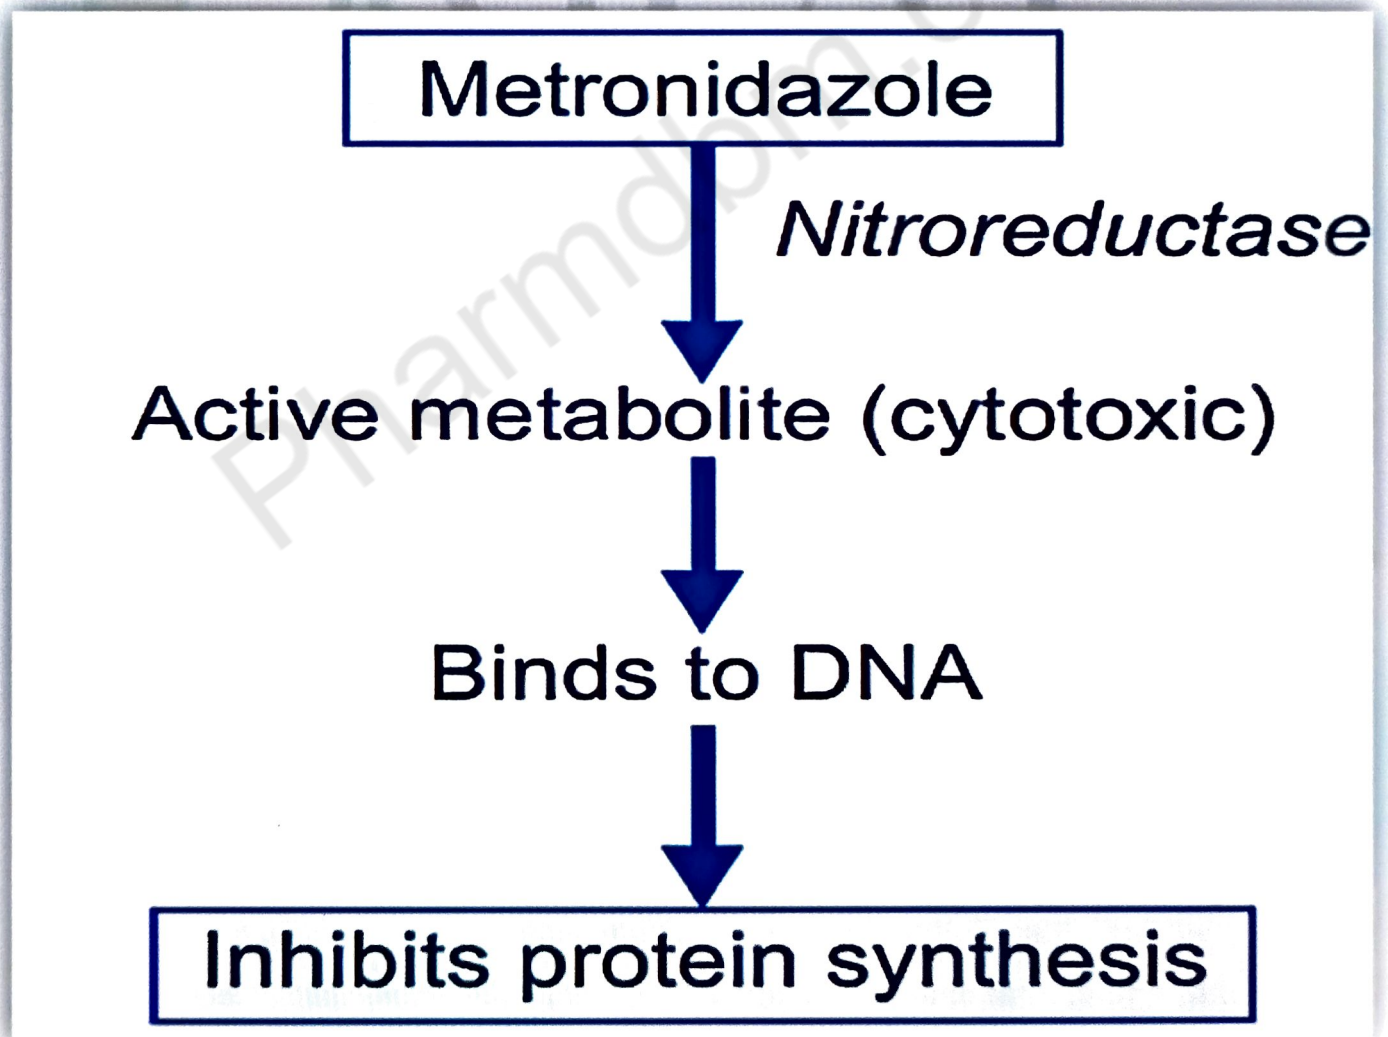 Metronidazole
Nitroreductase
Active metabolite (cytotoxic)
Binds to DNA
Inhibits protein synthesis